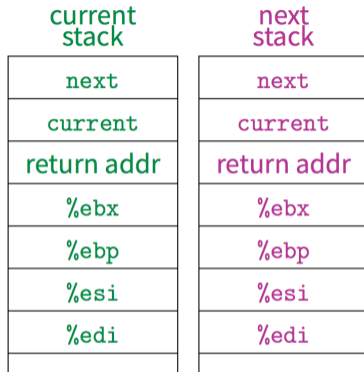 current stack
next
current
return addr
%ebx
%ebp
%esi
%edi
next stack
next
current
return addr
%ebx
%ebp
%esi
%edi